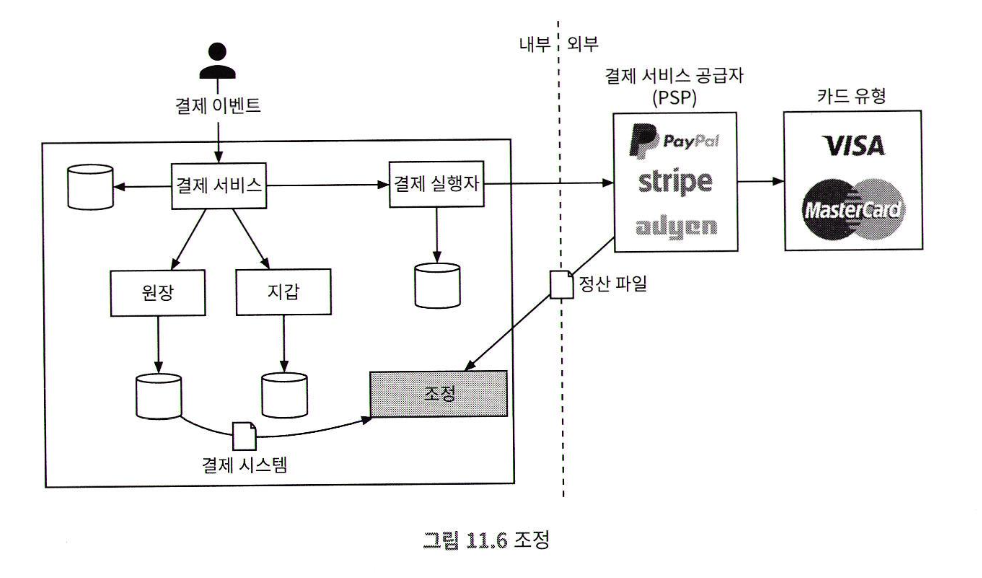 내부 외부
결제 이벤트
결제 서비스 공급자
(PSP)
카드 유형
PayPal
stripe
adyen
VISA
MasterCard
결제 서비스
결제 실행자
원장
지갑
정산 파일
조정
결제 시스템
그림 11.6 조정